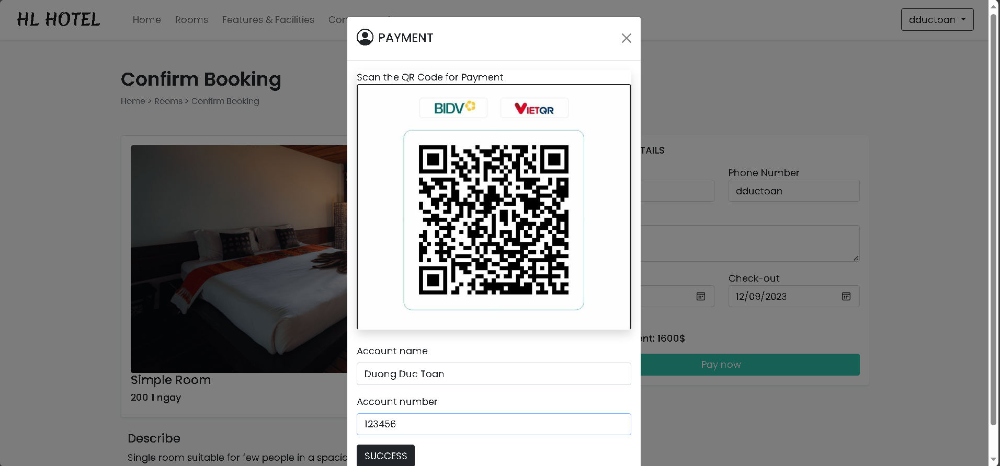 HL HOTEL
Home
Rooms
Features & Facilities
dductoan
PAYMENT
Confirm Booking
Home > Rooms > Confirm Booking
Scan the QR Code for Payment
BIDV
VIETQR
TAILS
Phone Number
dductoan
Check-out
12/09/2023
ent: 1600$
Pay now
Account name
Duong Duc Toan
Account number
123456
SUCCESS
Simple Room
200 1 ngay
Describe
Single room suitable for few people in a spacio